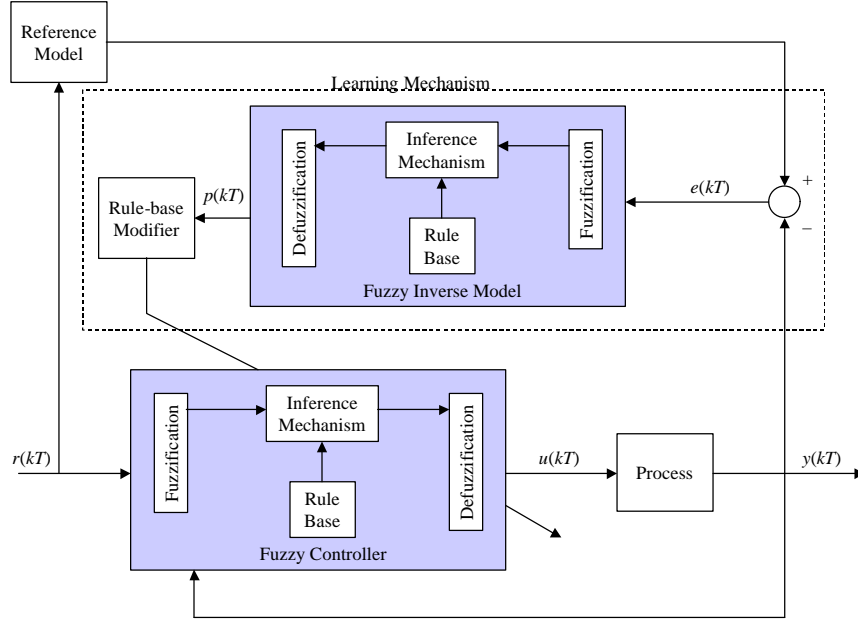 Reference
Model
Learning Mechanism
Defuzzification
Inference
Mechanism
Fuzzification
Rule
Base
Fuzzy Inverse Model
p(kT)
Rule-base
Modifier
e(kT)
+
−
r(kT)
Fuzzification
Inference
Mechanism
Defuzzification
Rule
Base
Fuzzy Controller
u(kT)
Process
y(kT)